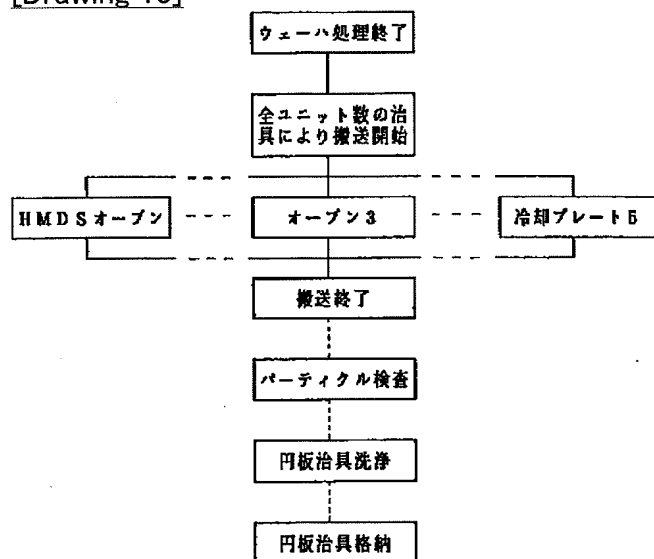 ウェーハ処理終了
全ユニット数の治
具により搬送開始
HMDSオーブン
オーブン3
冷却プレート5
搬送終了
パーティクル検査
円板治具洗浄
円板治具格納